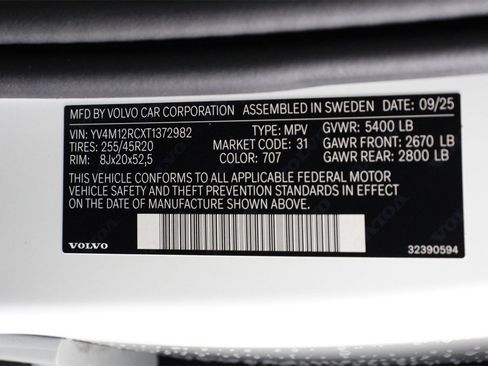 MFD BY VOLVO CAR CORPORATION ASSEMBLED IN SWEDEN DATE: 09/25
VIN: YV4M12RCXT1372982 TYPE: MPV GVWR: 5400 LB
TIRES: 255/45R20 MARKET CODE: 31 GAWR FRONT: 2670 LB
RIM: 8Jx20x52,5 COLOR: 707 GAWR REAR: 2800 LB
THIS VEHICLE CONFORMS TO ALL APPLICABLE FEDERAL MOTOR
VEHICLE SAFETY AND THEFT PREVENTION STANDARDS IN EFFECT
ON THE DATE OF MANUFACTURE SHOWN ABOVE.
VOLVO 32390594